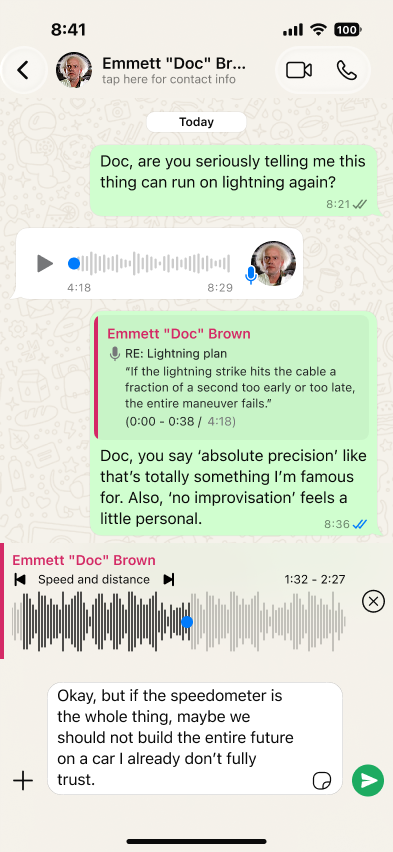 8:41
100
Emmett "Doc" Br...
tap here for contact info
Today
Doc, are you seriously telling me this
thing can run on lightning again?
8:21
4:18
8:29
Emmett "Doc" Brown
RE: Lightning plan
“If the lightning strike hits the cable a
fraction of a second too early or too late,
the entire maneuver fails.”
(0:00 - 0:38 / 4:18)
Doc, you say ‘absolute precision’ like
that’s totally something I’m famous
for. Also, ‘no improvisation’ feels a
little personal.
8:36
Emmett "Doc" Brown
Speed and distance
1:32 - 2:27
Okay, but if the speedometer is
the whole thing, maybe we
should not build the entire future
on a car I already don’t fully
trust.